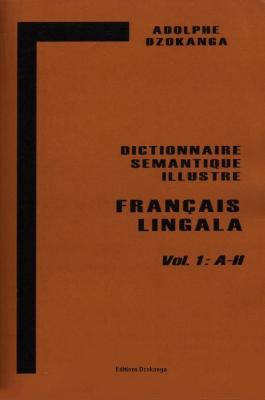 ADOLPHE
DZOKANGA
DICTIONNAIRE
SEMANTIQUE
ILLUSTRE
FRANÇAIS
LINGALA
Vol. 1: A-H
Editions Dzokanga